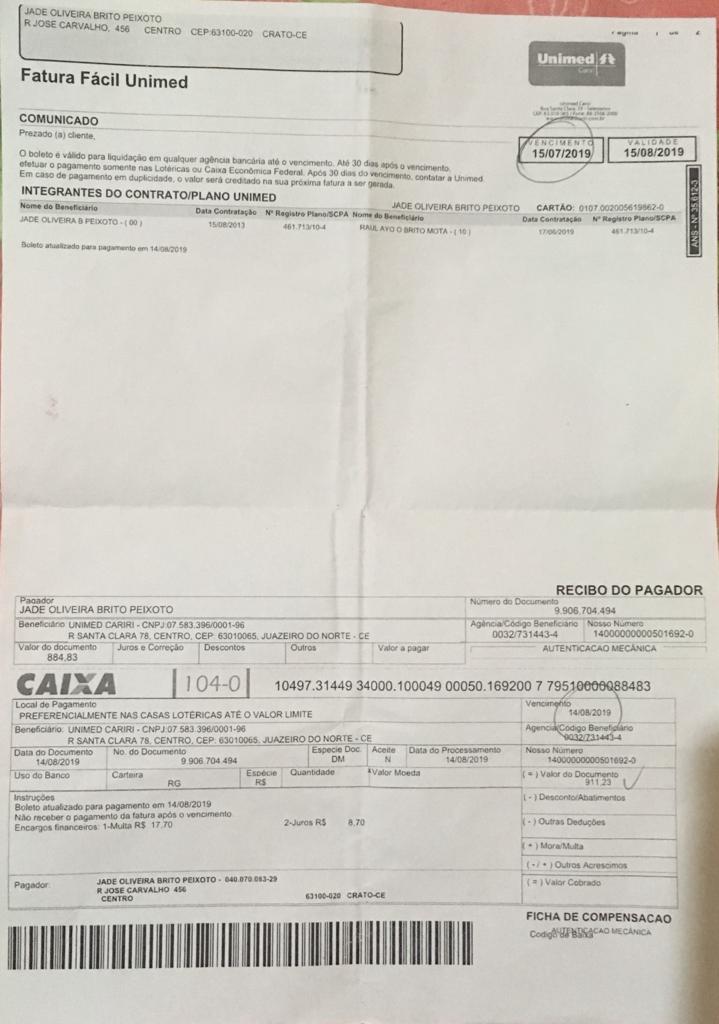 JADE OLIVEIRA BRITO PEIXOTO
R JOSE CARVALHO, 456 CENTRO CEP:63100-020 CRATO-CE
Unimed
Cariri
Fatura Fácil Unimed
Unimed Cariri
COMUNICADO
Prezado (a) cliente,
VENCIMENTO
15/07/2019
VALIDADE
15/08/2019
O boleto é válido para liquidação em qualquer agência bancária até o vencimento. Até 30 dias após o vencimento,
efetuar o pagamento somente nas Lotéricas ou Caixa Econômica Federal. Após 30 dias do vencimento, contatar a Unimed.
Em caso de pagamento em duplicidade, o valor será creditado na sua próxima fatura a ser gerada.
INTEGRANTES DO CONTRATO/PLANO UNIMED
JADE OLIVEIRA BRITO PEIXOTO CARTÃO: 0107.002005619862-0
Nome do Beneficiário Data Contratação Nº Registro Plano/SCPA Nome do Beneficiário Data Contratação Nº Registro Plano/SCPA
JADE OLIVEIRA B PEIXOTO - ( 00 ) 15/08/2013 461.713/10-4 RAUL AYO O BRITO MOTA - ( 10 ) 17/06/2019 461.713/10-4
ANS - Nº 35.612-3
Boleto atualizado para pagamento em 14/08/2019
RECIBO DO PAGADOR
Pagador
JADE OLIVEIRA BRITO PEIXOTO
Número do Documento
9.906.704.494
Beneficiário: UNIMED CARIRI - CNPJ:07.583.396/0001-96
R SANTA CLARA 78, CENTRO, CEP: 63010065, JUAZEIRO DO NORTE - CE
Agência/Código Beneficiário
0032/731443-4
Nosso Número
14000000000501692-0
Valor do documento
884,83
Juros e Correção
Descontos
Outros
Valor a pagar
AUTENTICACAO MECÂNICA
CAIXA 104-0 10497.31449 34000.100049 00050.169200 7 79510000088483
Local de Pagamento
PREFERENCIALMENTE NAS CASAS LOTÉRICAS ATÉ O VALOR LIMITE
Vencimento
14/08/2019
Beneficiário: UNIMED CARIRI - CNPJ:07.583.396/0001-96
R SANTA CLARA 78, CENTRO, CEP: 63010065, JUAZEIRO DO NORTE - CE
Agencia/Código Beneficiário
0032/731443-4
Data do Documento
14/08/2019
No. do Documento
9.906.704.494
Especie Doc.
DM
Aceite
N
Data do Processamento
14/08/2019
Nosso Número
14000000000501692-0
Uso do Banco
Carteira
RG
Espécie
R$
Quantidade
Valor Moeda
( = ) Valor do Documento
911,23
Instruções
Boleto atualizado para pagamento em 14/08/2019
Não receber o pagamento da fatura após o vencimento
Encargos financeiros: 1-Multa R$ 17,70 2-Juros R$ 8,70
( - ) Desconto/Abatimentos
( - ) Outras Deduções
( + ) Mora/Multa
( - / + ) Outros Acrescimos
( = ) Valor Cobrado
Pagador:
JADE OLIVEIRA BRITO PEIXOTO - 040.070.083-29
R JOSE CARVALHO 456
CENTRO 63100-020 CRATO-CE
FICHA DE COMPENSACAO
AUTENTICACAO MECÂNICA
Codigo de Baixa